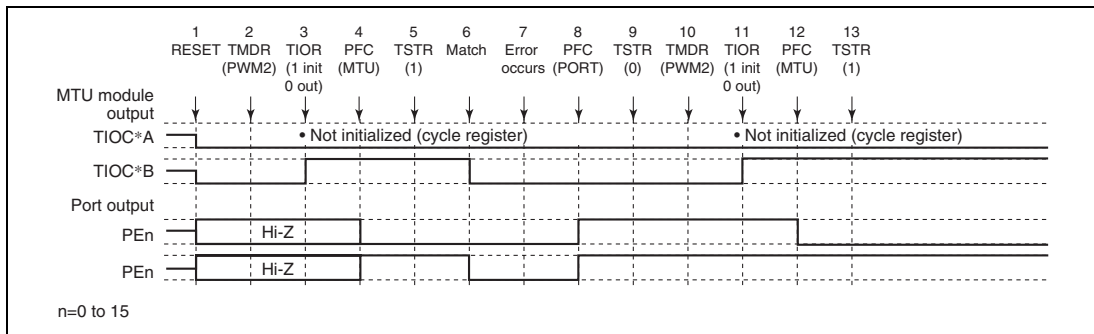 1 2 3 4 5 6 7 8 9 10 11 12 13
RESET TMDR TIOR PFC TSTR Match Error PFC TSTR TMDR TIOR PFC TSTR
(PWM2) (1 init (MTU) (1) occurs (PORT) (0) (PWM2) (1 init (MTU) (1)
0 out) 0 out)
MTU module
output
TIOC*A • Not initialized (cycle register) • Not initialized (cycle register)
TIOC*B
Port output
PEn Hi-Z
PEn Hi-Z
n=0 to 15